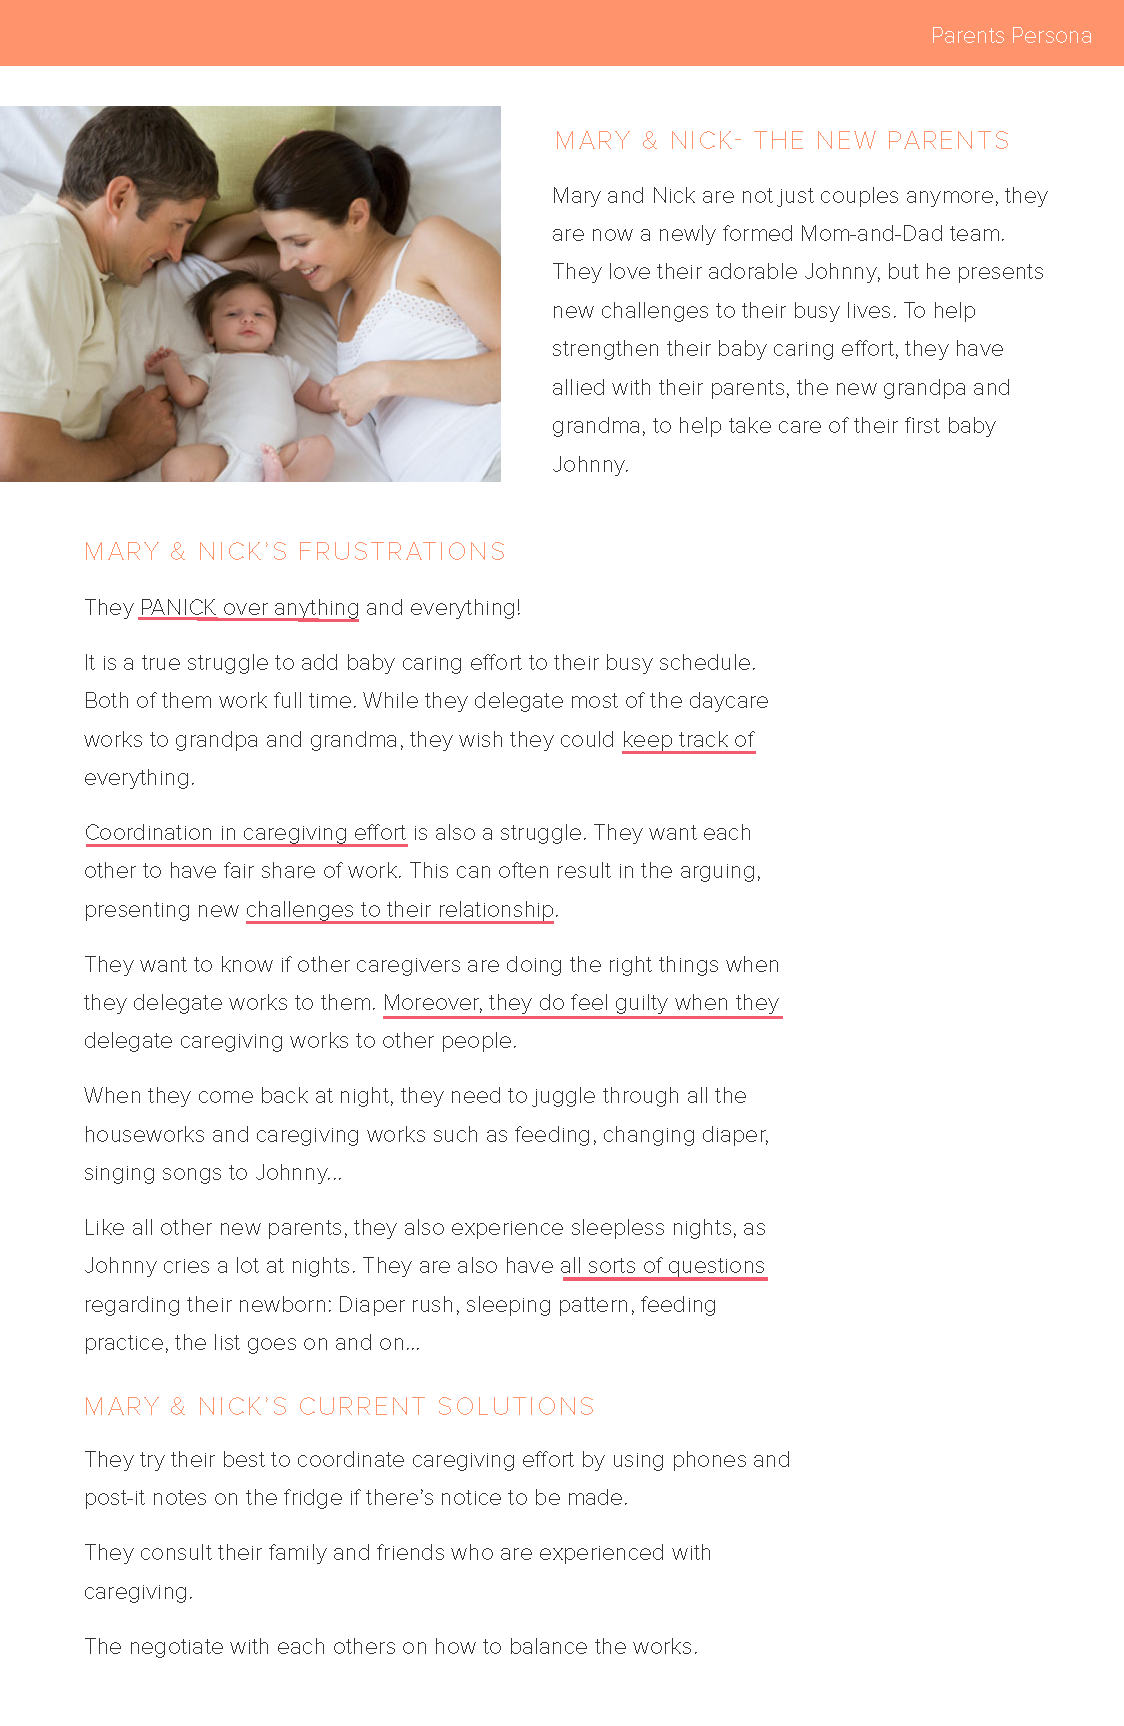 Parents Persona
MARY & NICK- THE NEW PARENTS
Mary and Nick are not just couples anymore, they
are now a newly formed Mom-and-Dad team.
They love their adorable Johnny, but he presents
new challenges to their busy lives. To help
strengthen their baby caring effort, they have
allied with their parents, the new grandpa and
grandma, to help take care of their first baby
Johnny.
MARY & NICK'S FRUSTRATIONS
They PANICK over anything and everything!
It is a true struggle to add baby caring effort to their busy schedule.
Both of them work full time. While they delegate most of the daycare
works to grandpa and grandma, they wish they could keep track of
everything.
Coordination in caregiving effort is also a struggle. They want each
other to have fair share of work. This can often result in the arguing,
presenting new challenges to their relationship.
They want to know if other caregivers are doing the right things when
they delegate works to them. Moreover, they do feel guilty when they
delegate caregiving works to other people.
When they come back at night, they need to juggle through all the
houseworks and caregiving works such as feeding, changing diaper,
singing songs to Johnny...
Like all other new parents, they also experience sleepless nights, as
Johnny cries a lot at nights. They are also have all sorts of questions
regarding their newborn: Diaper rush, sleeping pattern, feeding
practice, the list goes on and on...
MARY & NICK'S CURRENT SOLUTIONS
They try their best to coordinate caregiving effort by using phones and
post-it notes on the fridge if there's notice to be made.
They consult their family and friends who are experienced with
caregiving.
The negotiate with each others on how to balance the works.